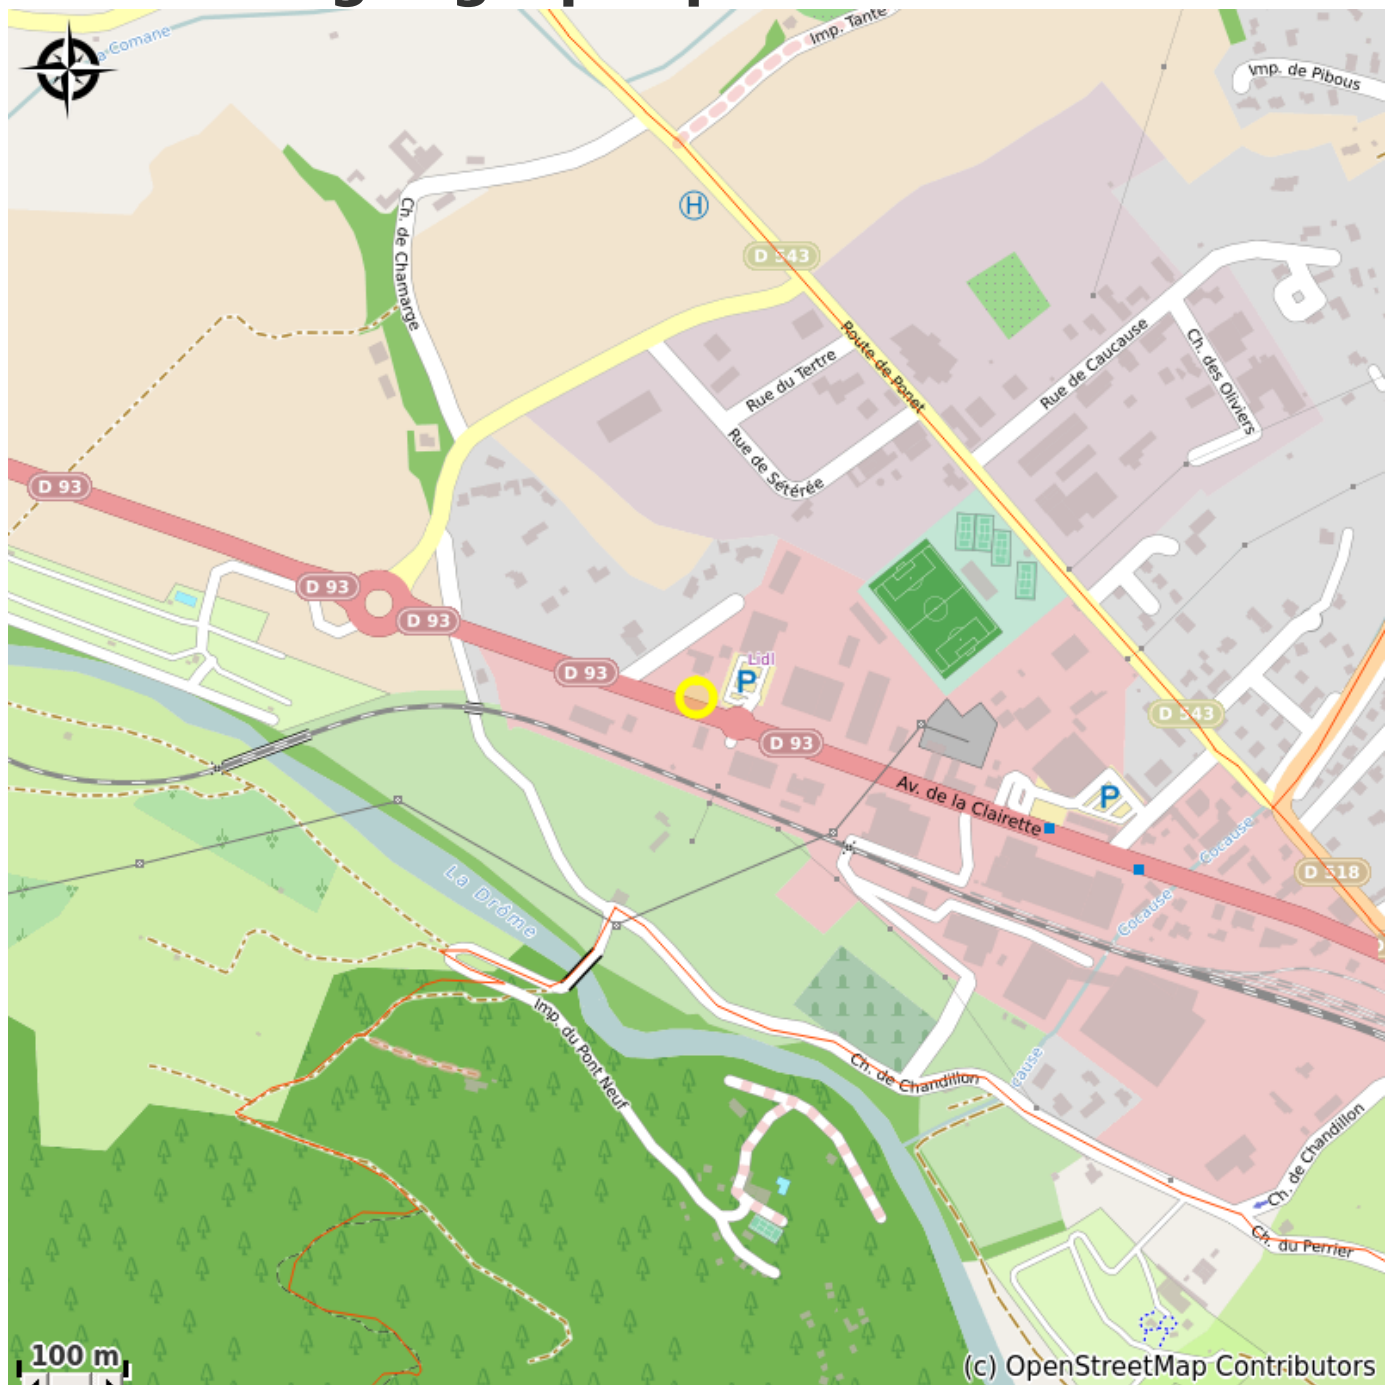 la Comane
Imp. Tante
Imp. de Pibous
Ch. de Chamarge
H
D 543
Route de Ponet
Rue du Tertre
Rue de Caucause
Ch. des Oliviers
Rue de Sétérée
D 93
D 93
D 93
D 93
Lidl
P
D 93
D 543
Av. de la Clairette
P
Cocause
D 518
La Drôme
Cocause
Imp. du Pont Neuf
Ch. de Chandillon
Ch. de Chandillon
Ch. du Perrier
100 m
(c) OpenStreetMap Contributors